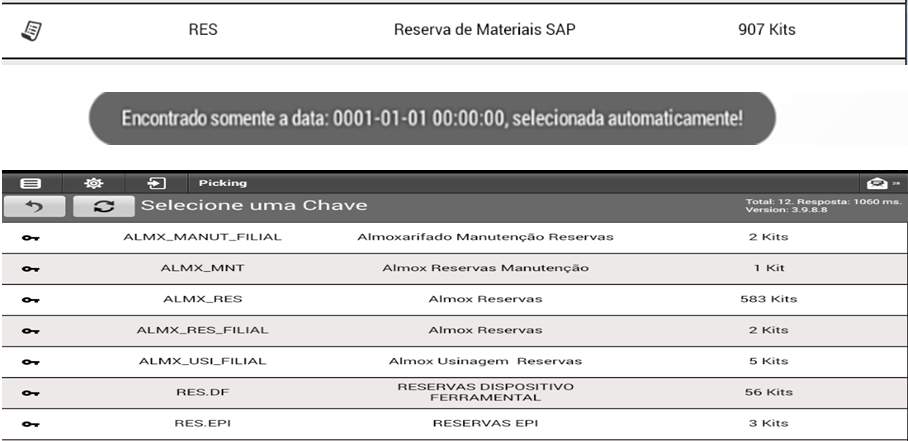 RES Reserva de Materiais SAP 907 Kits
Encontrado somente a data: 0001-01-01 00:00:00, selecionada automaticamente!
Picking 28
Selecione uma Chave
Total: 12. Resposta: 1060 ms.
Version: 3.9.8.8
ALMX_MANUT_FILIAL Almoxarifado Manutenção Reservas 2 Kits
ALMX_MNT Almox Reservas Manutenção 1 Kit
ALMX_RES Almox Reservas 583 Kits
ALMX_RES_FILIAL Almox Reservas 2 Kits
ALMX_USI_FILIAL Almox Usinagem Reservas 5 Kits
RES.DF RESERVAS DISPOSITIVO FERRAMENTAL 56 Kits
RES.EPI RESERVAS EPI 3 Kits